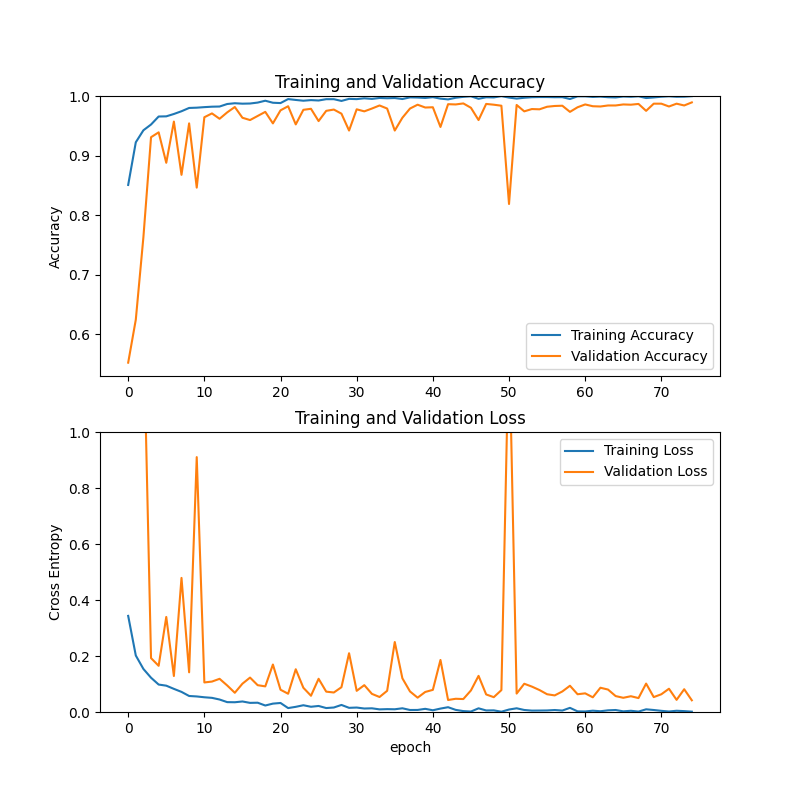 Training and Validation Accuracy
1.0
0.9
0.8
0.7
0.6
Accuracy
Training Accuracy
Validation Accuracy
0 10 20 30 40 50 60 70
Training and Validation Loss
1.0
0.8
0.6
0.4
0.2
0.0
Cross Entropy
Training Loss
Validation Loss
0 10 20 30 40 50 60 70
epoch